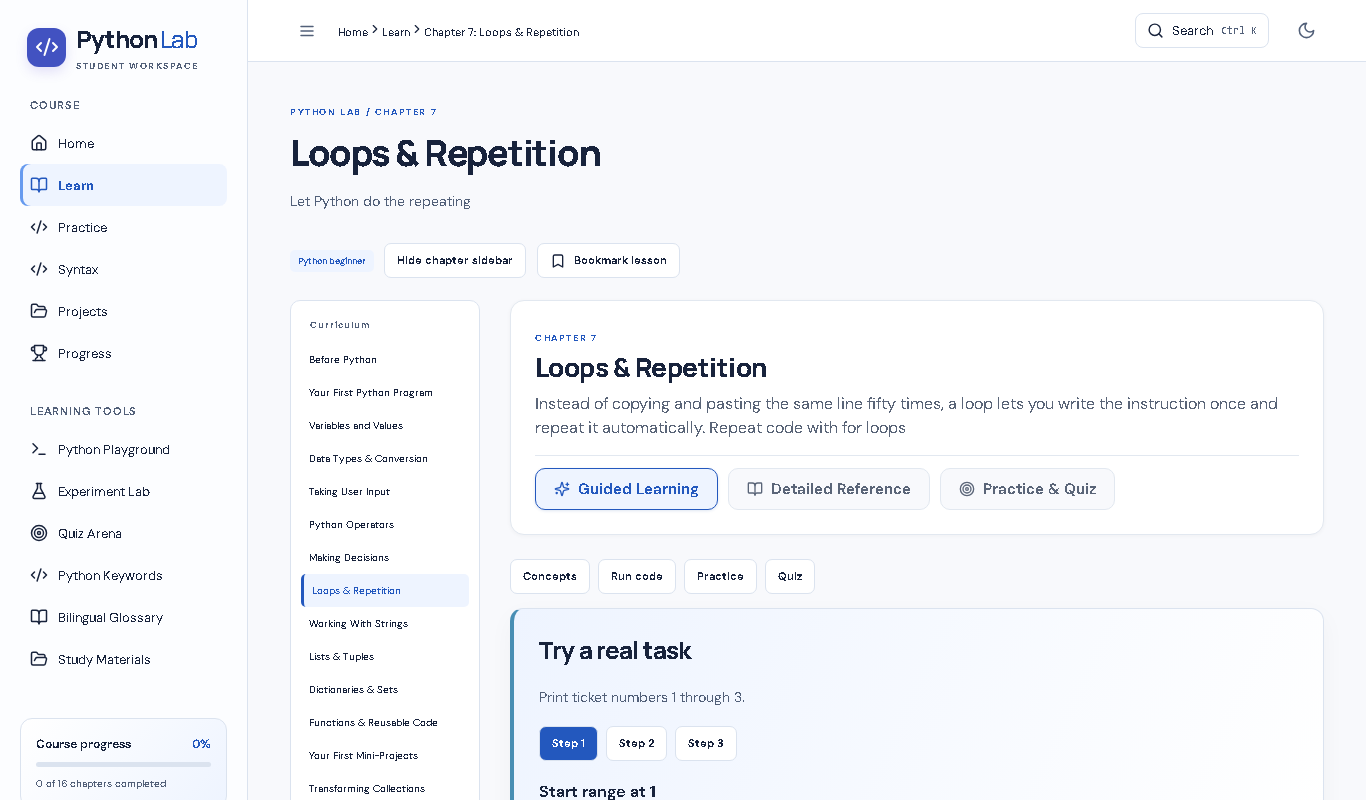 Python Lab
STUDENT WORKSPACE
COURSE
Home
Learn
Practice
Syntax
Projects
Progress
LEARNING TOOLS
Python Playground
Experiment Lab
Quiz Arena
Python Keywords
Bilingual Glossary
Study Materials
Course progress 0%
0 of 16 chapters completed
Home > Learn > Chapter 7: Loops & Repetition
Search Ctrl K
PYTHON LAB / CHAPTER 7
Loops & Repetition
Let Python do the repeating
Python beginner
Hide chapter sidebar
Bookmark lesson
Curriculum
Before Python
Your First Python Program
Variables and Values
Data Types & Conversion
Taking User Input
Python Operators
Making Decisions
Loops & Repetition
Working With Strings
Lists & Tuples
Dictionaries & Sets
Functions & Reusable Code
Your First Mini-Projects
Transforming Collections
CHAPTER 7
Loops & Repetition
Instead of copying and pasting the same line fifty times, a loop lets you write the instruction once and
repeat it automatically. Repeat code with for loops
Guided Learning
Detailed Reference
Practice & Quiz
Concepts
Run code
Practice
Quiz
Try a real task
Print ticket numbers 1 through 3.
Step 1
Step 2
Step 3
Start range at 1